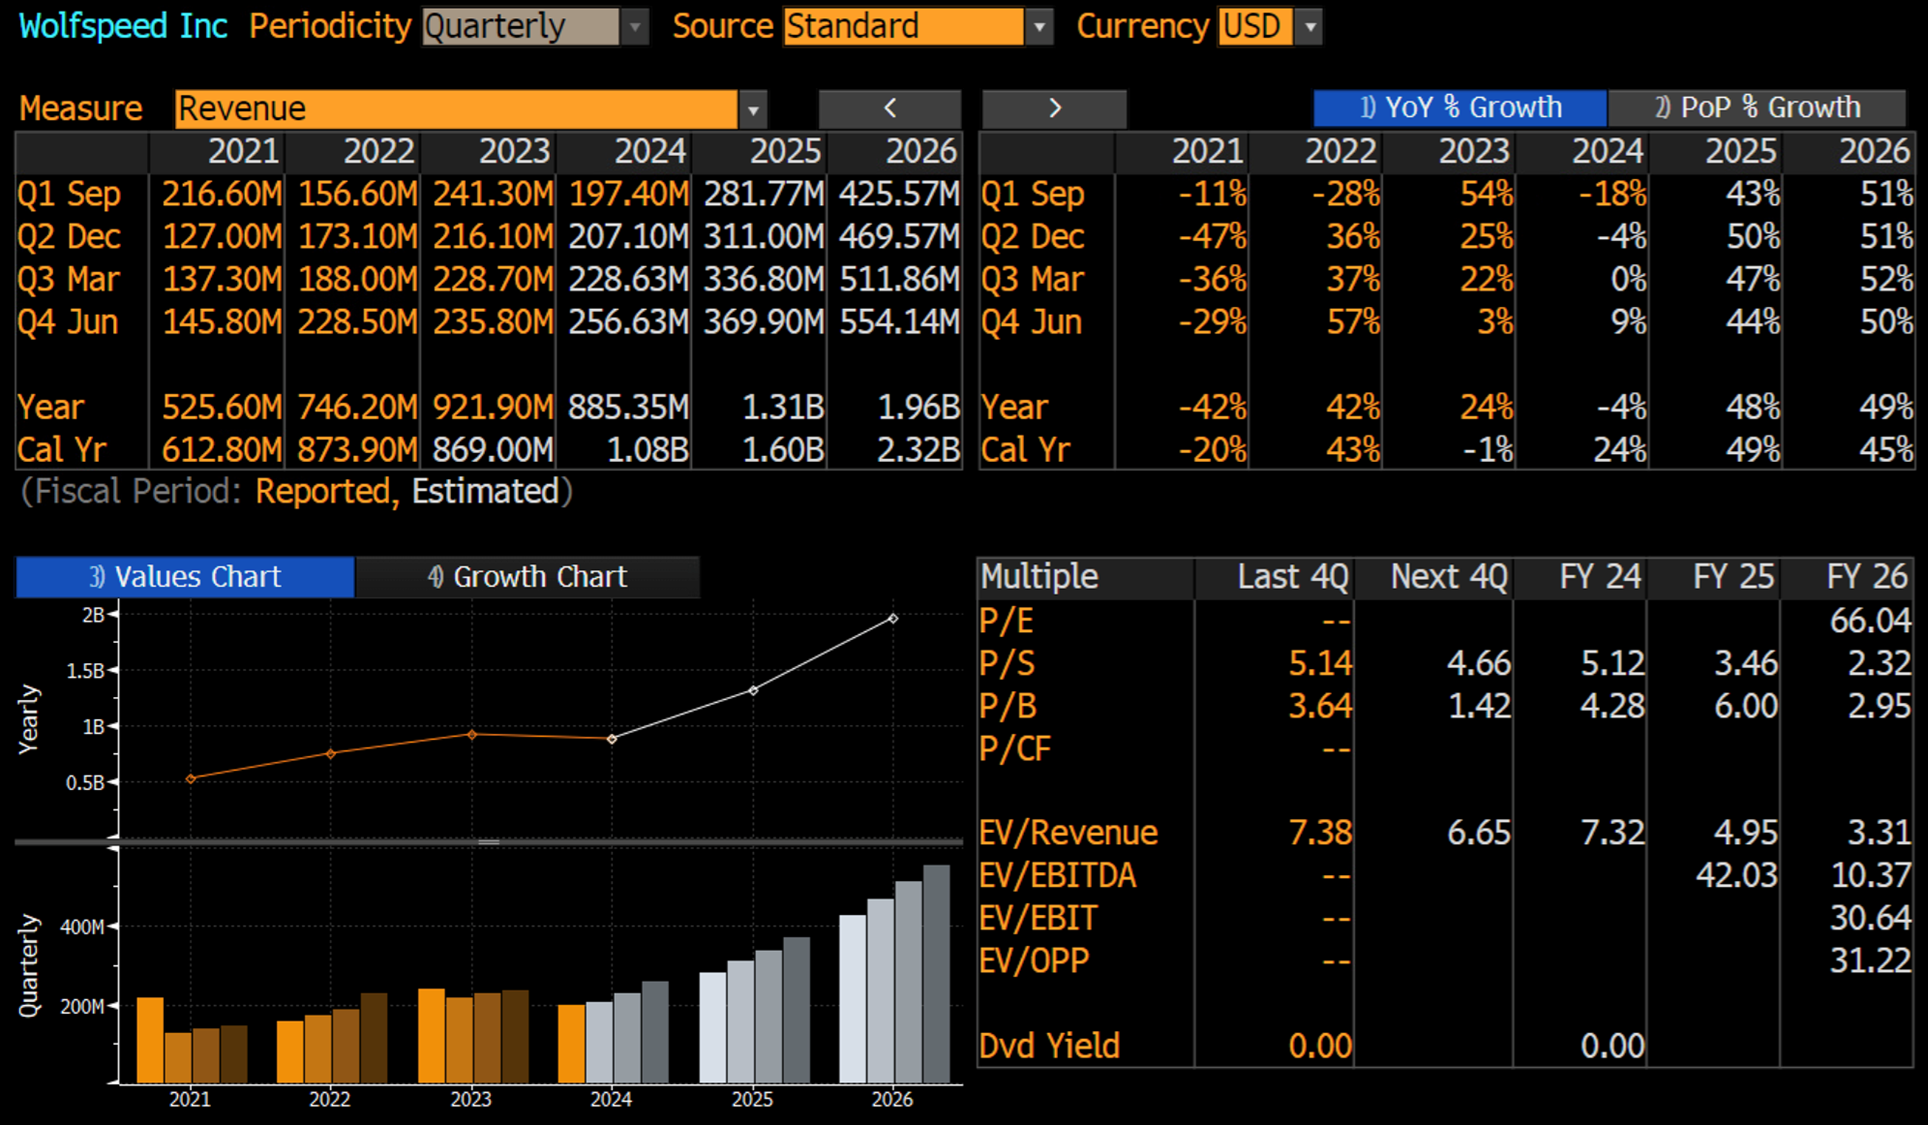 Wolfspeed Inc Periodicity Quarterly Source Standard Currency USD
Measure Revenue < > 1) YoY % Growth 2) PoP % Growth
2021 2022 2023 2024 2025 2026
Q1 Sep 216.60M 156.60M 241.30M 197.40M 281.77M 425.57M
Q2 Dec 127.00M 173.10M 216.10M 207.10M 311.00M 469.57M
Q3 Mar 137.30M 188.00M 228.70M 228.63M 336.80M 511.86M
Q4 Jun 145.80M 228.50M 235.80M 256.63M 369.90M 554.14M
Year 525.60M 746.20M 921.90M 885.35M 1.31B 1.96B
Cal Yr 612.80M 873.90M 869.00M 1.08B 1.60B 2.32B
(Fiscal Period: Reported, Estimated)
2021 2022 2023 2024 2025 2026
Q1 Sep -11% -28% 54% -18% 43% 51%
Q2 Dec -47% 36% 25% -4% 50% 51%
Q3 Mar -36% 37% 22% 0% 47% 52%
Q4 Jun -29% 57% 3% 9% 44% 50%
Year -42% 42% 24% -4% 48% 49%
Cal Yr -20% 43% -1% 24% 49% 45%
3) Values Chart 4) Growth Chart
Yearly
2B
1.5B
1B
0.5B
Quarterly
400M
200M
2021 2022 2023 2024 2025 2026
Multiple Last 4Q Next 4Q FY 24 FY 25 FY 26
P/E -- 66.04
P/S 5.14 4.66 5.12 3.46 2.32
P/B 3.64 1.42 4.28 6.00 2.95
P/CF --
EV/Revenue 7.38 6.65 7.32 4.95 3.31
EV/EBITDA -- 42.03 10.37
EV/EBIT -- 30.64
EV/OPP -- 31.22
Dvd Yield 0.00 0.00